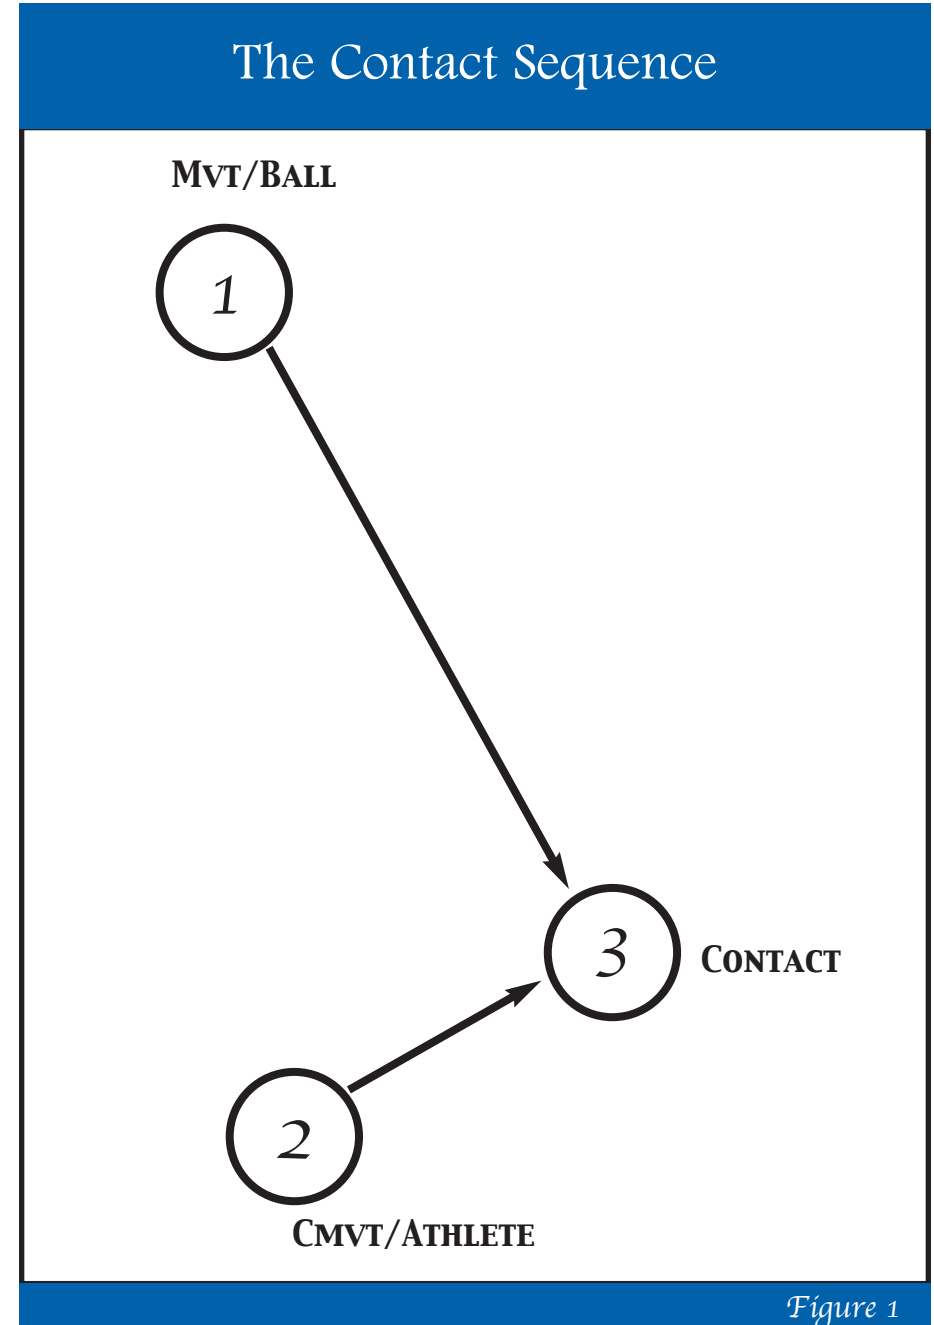 The Contact Sequence
Mvt/Ball
1
3
Contact
2
Cmvt/Athlete
Figure 1